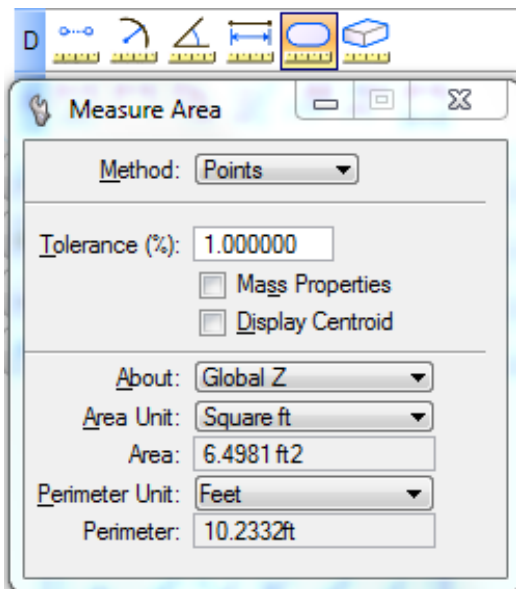 D
Measure Area
Method: Points
Tolerance (%): 1.000000
Mass Properties
Display Centroid
About: Global Z
Area Unit: Square ft
Area: 6.4981 ft2
Perimeter Unit: Feet
Perimeter: 10.2332ft